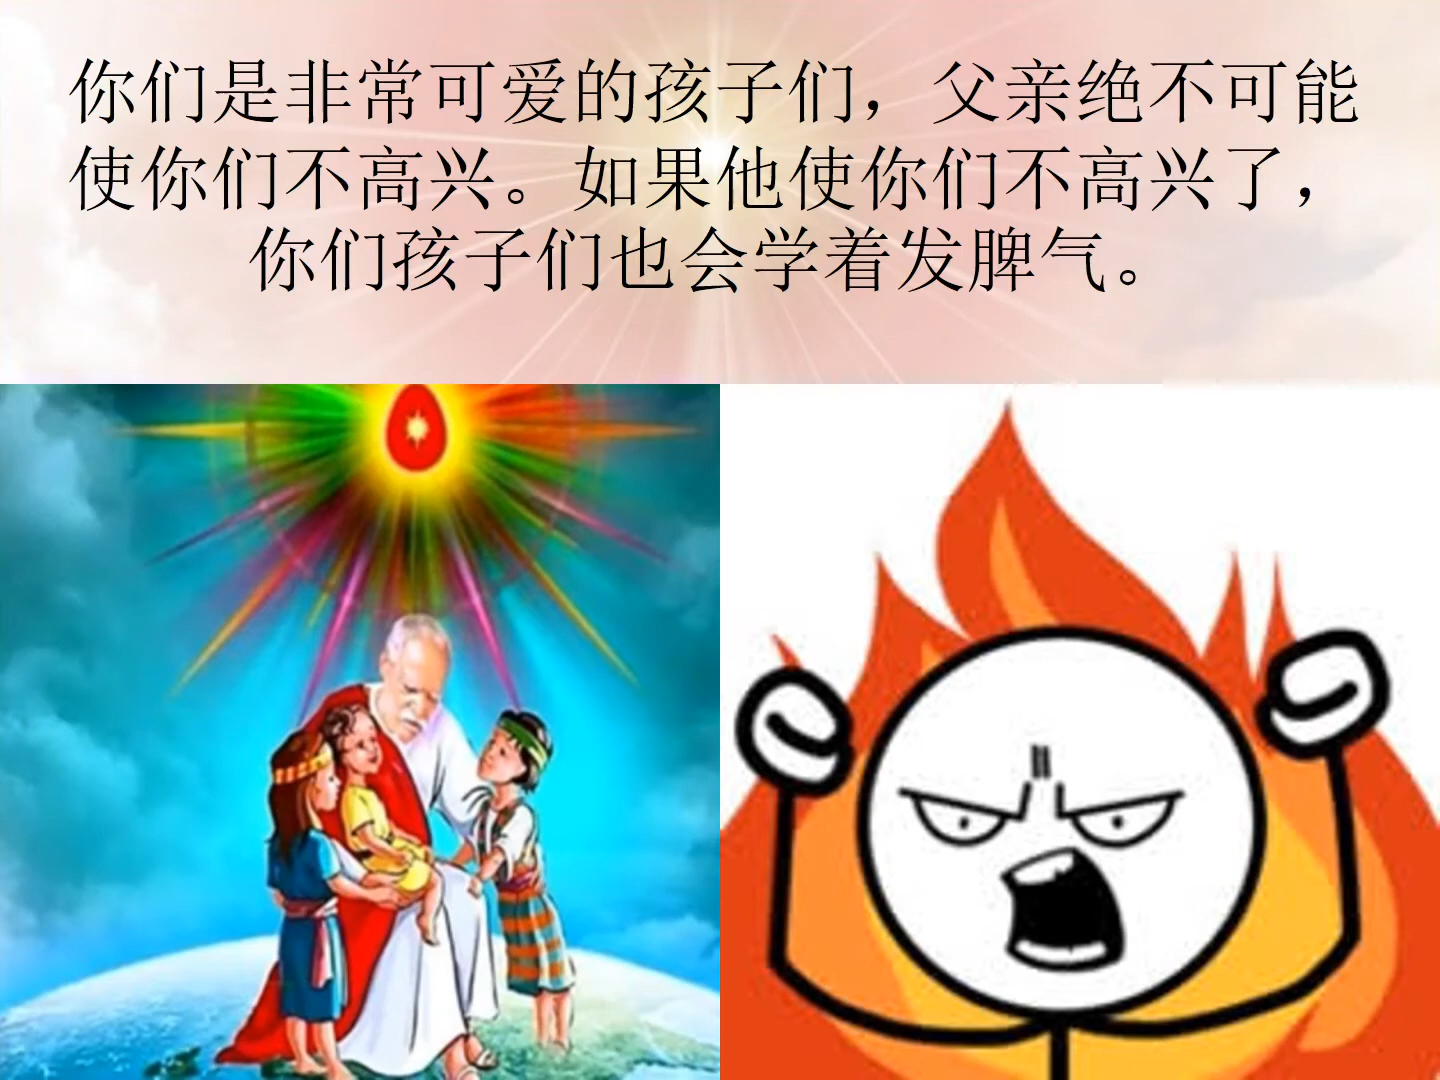 你们是非常可爱的孩子们，父亲绝不可能
使你们不高兴。如果他使你们不高兴了，
你们孩子们也会学着发脾气。